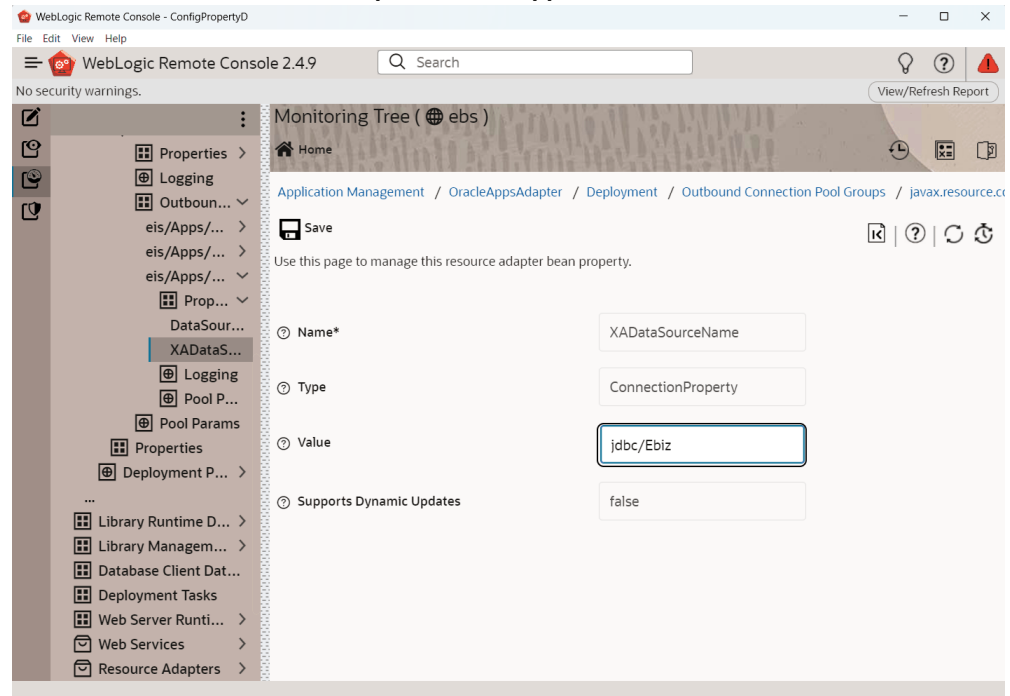 WebLogic Remote Console - ConfigPropertyD
File Edit View Help
WebLogic Remote Console 2.4.9
Search
No security warnings.
View/Refresh Report
Monitoring Tree ( ebs )
Home
Application Management / OracleAppsAdapter / Deployment / Outbound Connection Pool Groups / javax.resource.cc
Save
Use this page to manage this resource adapter bean property.
Name*
XADataSourceName
Type
ConnectionProperty
Value
jdbc/Ebiz
Supports Dynamic Updates
false
Properties
Logging
Outboun...
eis/Apps/...
eis/Apps/...
eis/Apps/...
Prop...
DataSour...
XADataS...
Logging
Pool P...
Pool Params
Properties
Deployment P...
...
Library Runtime D...
Library Managem...
Database Client Dat...
Deployment Tasks
Web Server Runti...
Web Services
Resource Adapters